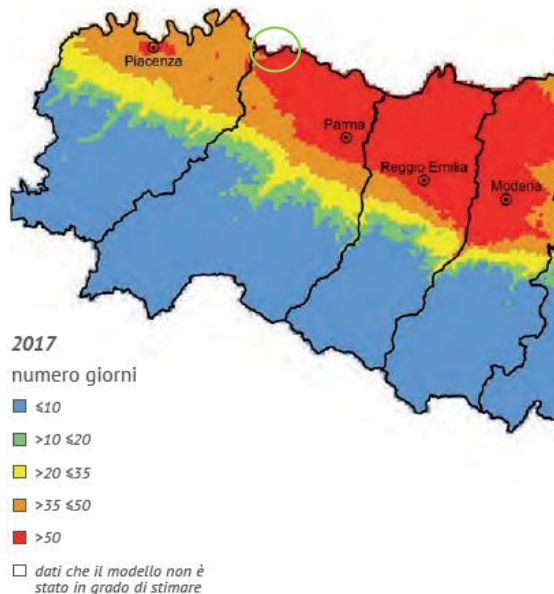 Piacenza
Parma
Reggio Emilia
Modena
2017
numero giorni
≤10
>10 ≤20
>20 ≤35
>35 ≤50
>50
dati che il modello non è
stato in grado di stimare